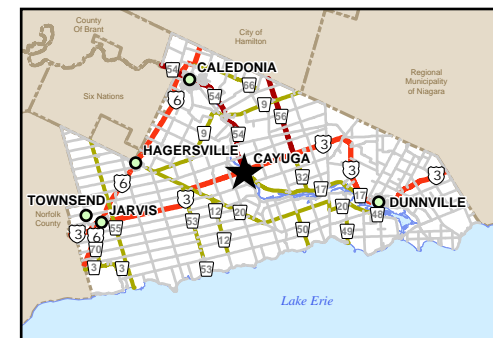 County
Of Brant
City of
Hamilton
Regional
Municipality
of Niagara
Six Nations
Norfolk
County
CALEDONIA
HAGERSVILLE
CAYUGA
TOWNSEND
JARVIS
DUNNVILLE
Lake Erie
54
6
54
66
9
56
9
54
3
3
3
6
32
17
17
3
20
48
53
12
20
3
6
55
70
3
3
12
53
50
49